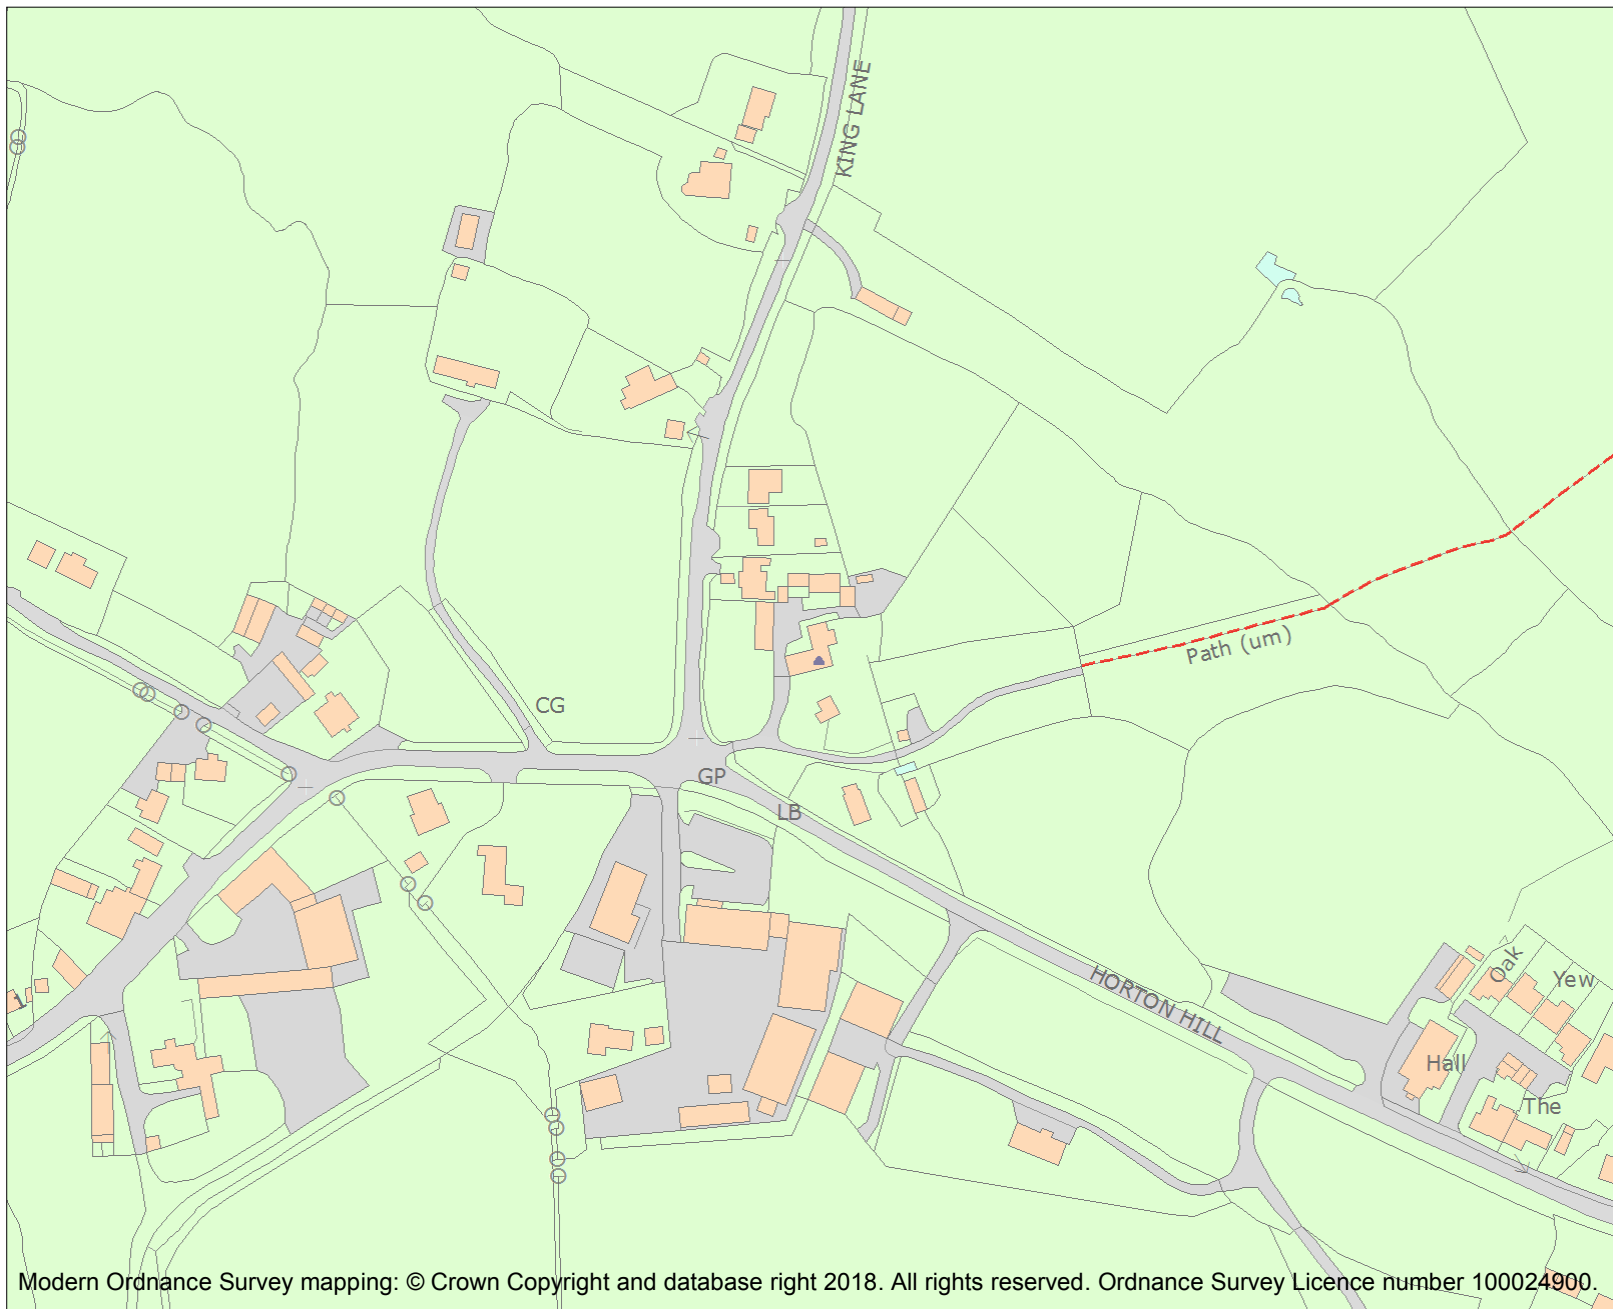 KING LANE
Path (um)
CG
GP
LB
Oak
Yew
HORTON HILL
1
Hall
The
Modern Ordnance Survey mapping: © Crown Copyright and database right 2018. All rights reserved. Ordnance Survey Licence number 100024900.